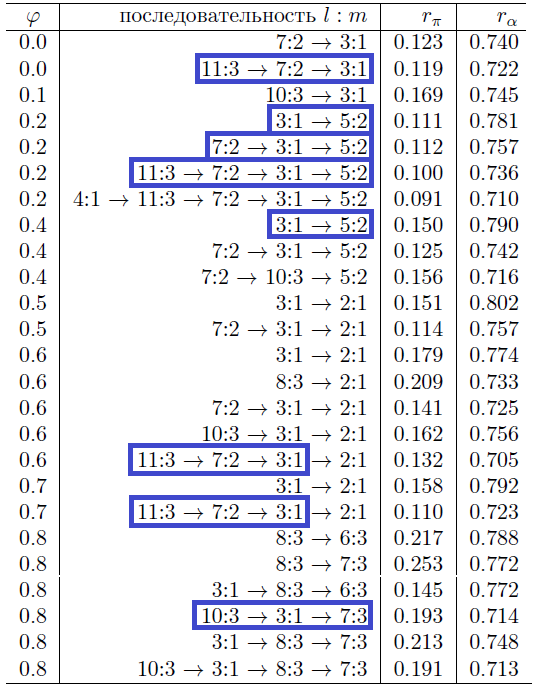 φ последовательность l : m r_π r_α
0.0 7:2 → 3:1 0.123 0.740
0.0 11:3 → 7:2 → 3:1 0.119 0.722
0.1 10:3 → 3:1 0.169 0.745
0.2 3:1 → 5:2 0.111 0.781
0.2 7:2 → 3:1 → 5:2 0.112 0.757
0.2 11:3 → 7:2 → 3:1 → 5:2 0.100 0.736
0.2 4:1 → 11:3 → 7:2 → 3:1 → 5:2 0.091 0.710
0.4 3:1 → 5:2 0.150 0.790
0.4 7:2 → 3:1 → 5:2 0.125 0.742
0.4 7:2 → 10:3 → 5:2 0.156 0.716
0.5 3:1 → 2:1 0.151 0.802
0.5 7:2 → 3:1 → 2:1 0.114 0.757
0.6 3:1 → 2:1 0.179 0.774
0.6 8:3 → 2:1 0.209 0.733
0.6 7:2 → 3:1 → 2:1 0.141 0.725
0.6 10:3 → 3:1 → 2:1 0.162 0.756
0.6 11:3 → 7:2 → 3:1 → 2:1 0.132 0.705
0.7 3:1 → 2:1 0.158 0.792
0.7 11:3 → 7:2 → 3:1 → 2:1 0.110 0.723
0.8 8:3 → 6:3 0.217 0.788
0.8 8:3 → 7:3 0.253 0.772
0.8 3:1 → 8:3 → 6:3 0.145 0.772
0.8 10:3 → 3:1 → 7:3 0.193 0.714
0.8 3:1 → 8:3 → 7:3 0.213 0.748
0.8 10:3 → 3:1 → 8:3 → 7:3 0.191 0.713